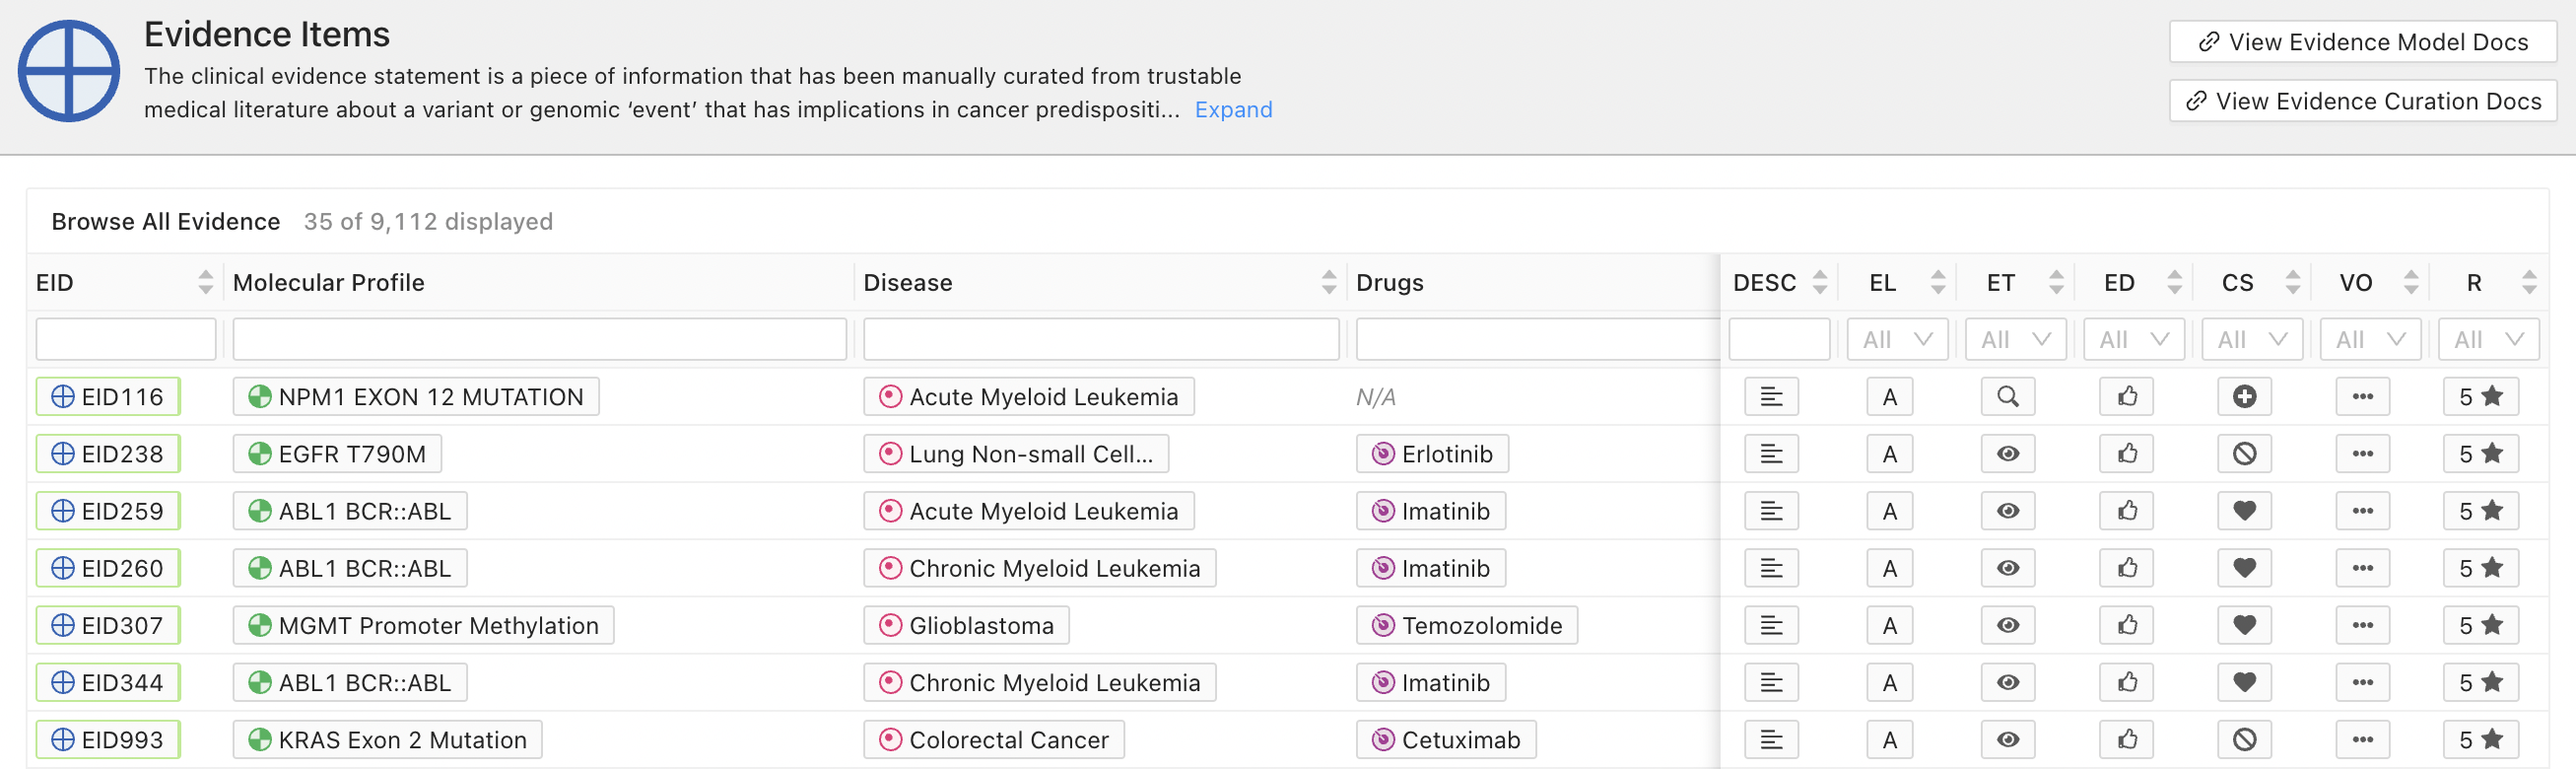 Evidence Items
The clinical evidence statement is a piece of information that has been manually curated from trustable
medical literature about a variant or genomic ‘event’ that has implications in cancer predispositi... Expand
View Evidence Model Docs
View Evidence Curation Docs
Browse All Evidence 35 of 9,112 displayed
EID Molecular Profile Disease Drugs DESC EL ET ED CS VO R
All All All All All All
EID116 NPM1 EXON 12 MUTATION Acute Myeloid Leukemia N/A A 5
EID238 EGFR T790M Lung Non-small Cell... Erlotinib A 5
EID259 ABL1 BCR::ABL Acute Myeloid Leukemia Imatinib A 5
EID260 ABL1 BCR::ABL Chronic Myeloid Leukemia Imatinib A 5
EID307 MGMT Promoter Methylation Glioblastoma Temozolomide A 5
EID344 ABL1 BCR::ABL Chronic Myeloid Leukemia Imatinib A 5
EID993 KRAS Exon 2 Mutation Colorectal Cancer Cetuximab A 5